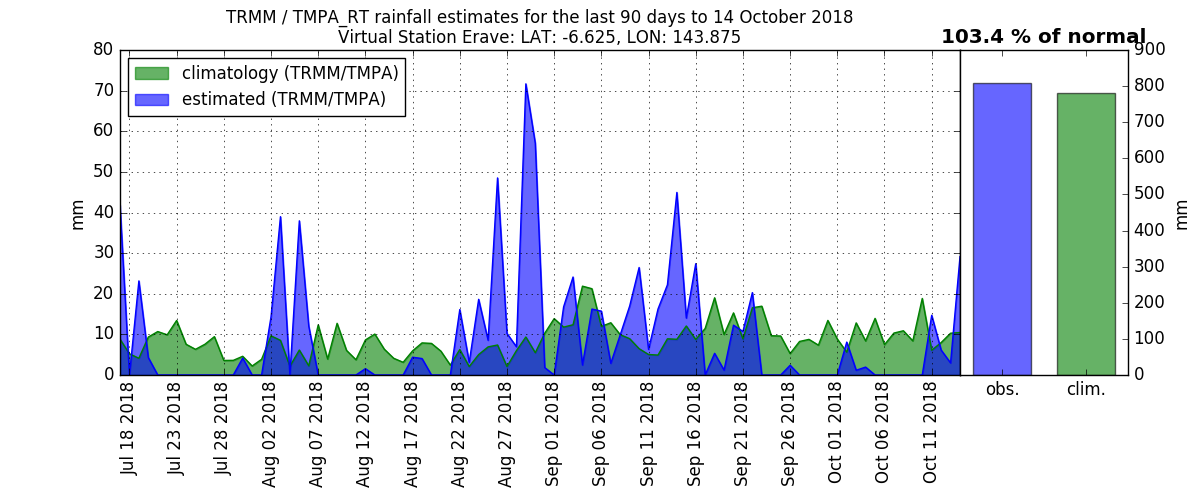 TRMM / TMPA_RT rainfall estimates for the last 90 days to 14 October 2018
Virtual Station Erave: LAT: -6.625, LON: 143.875
103.4 % of normal
climatology (TRMM/TMPA)
estimated (TRMM/TMPA)
mm
80
70
60
50
40
30
20
10
0
Jul 18 2018
Jul 23 2018
Jul 28 2018
Aug 02 2018
Aug 07 2018
Aug 12 2018
Aug 17 2018
Aug 22 2018
Aug 27 2018
Sep 01 2018
Sep 06 2018
Sep 11 2018
Sep 16 2018
Sep 21 2018
Sep 26 2018
Oct 01 2018
Oct 06 2018
Oct 11 2018
obs.
clim.
900
800
700
600
500
400
300
200
100
0
mm